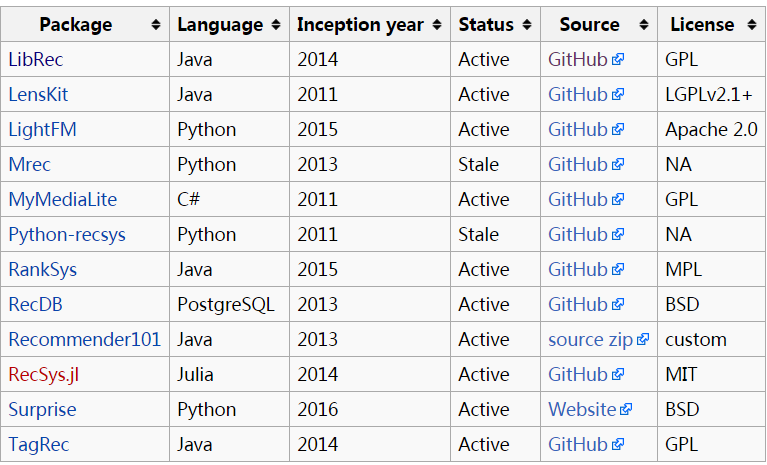 Package Language Inception year Status Source License
LibRec Java 2014 Active GitHub GPL
LensKit Java 2011 Active GitHub LGPLv2.1+
LightFM Python 2015 Active GitHub Apache 2.0
Mrec Python 2013 Stale GitHub NA
MyMediaLite C# 2011 Active GitHub GPL
Python-recsys Python 2011 Stale GitHub NA
RankSys Java 2015 Active GitHub MPL
RecDB PostgreSQL 2013 Active GitHub BSD
Recommender101 Java 2013 Active source zip custom
RecSys.jl Julia 2014 Active GitHub MIT
Surprise Python 2016 Active Website BSD
TagRec Java 2014 Active GitHub GPL